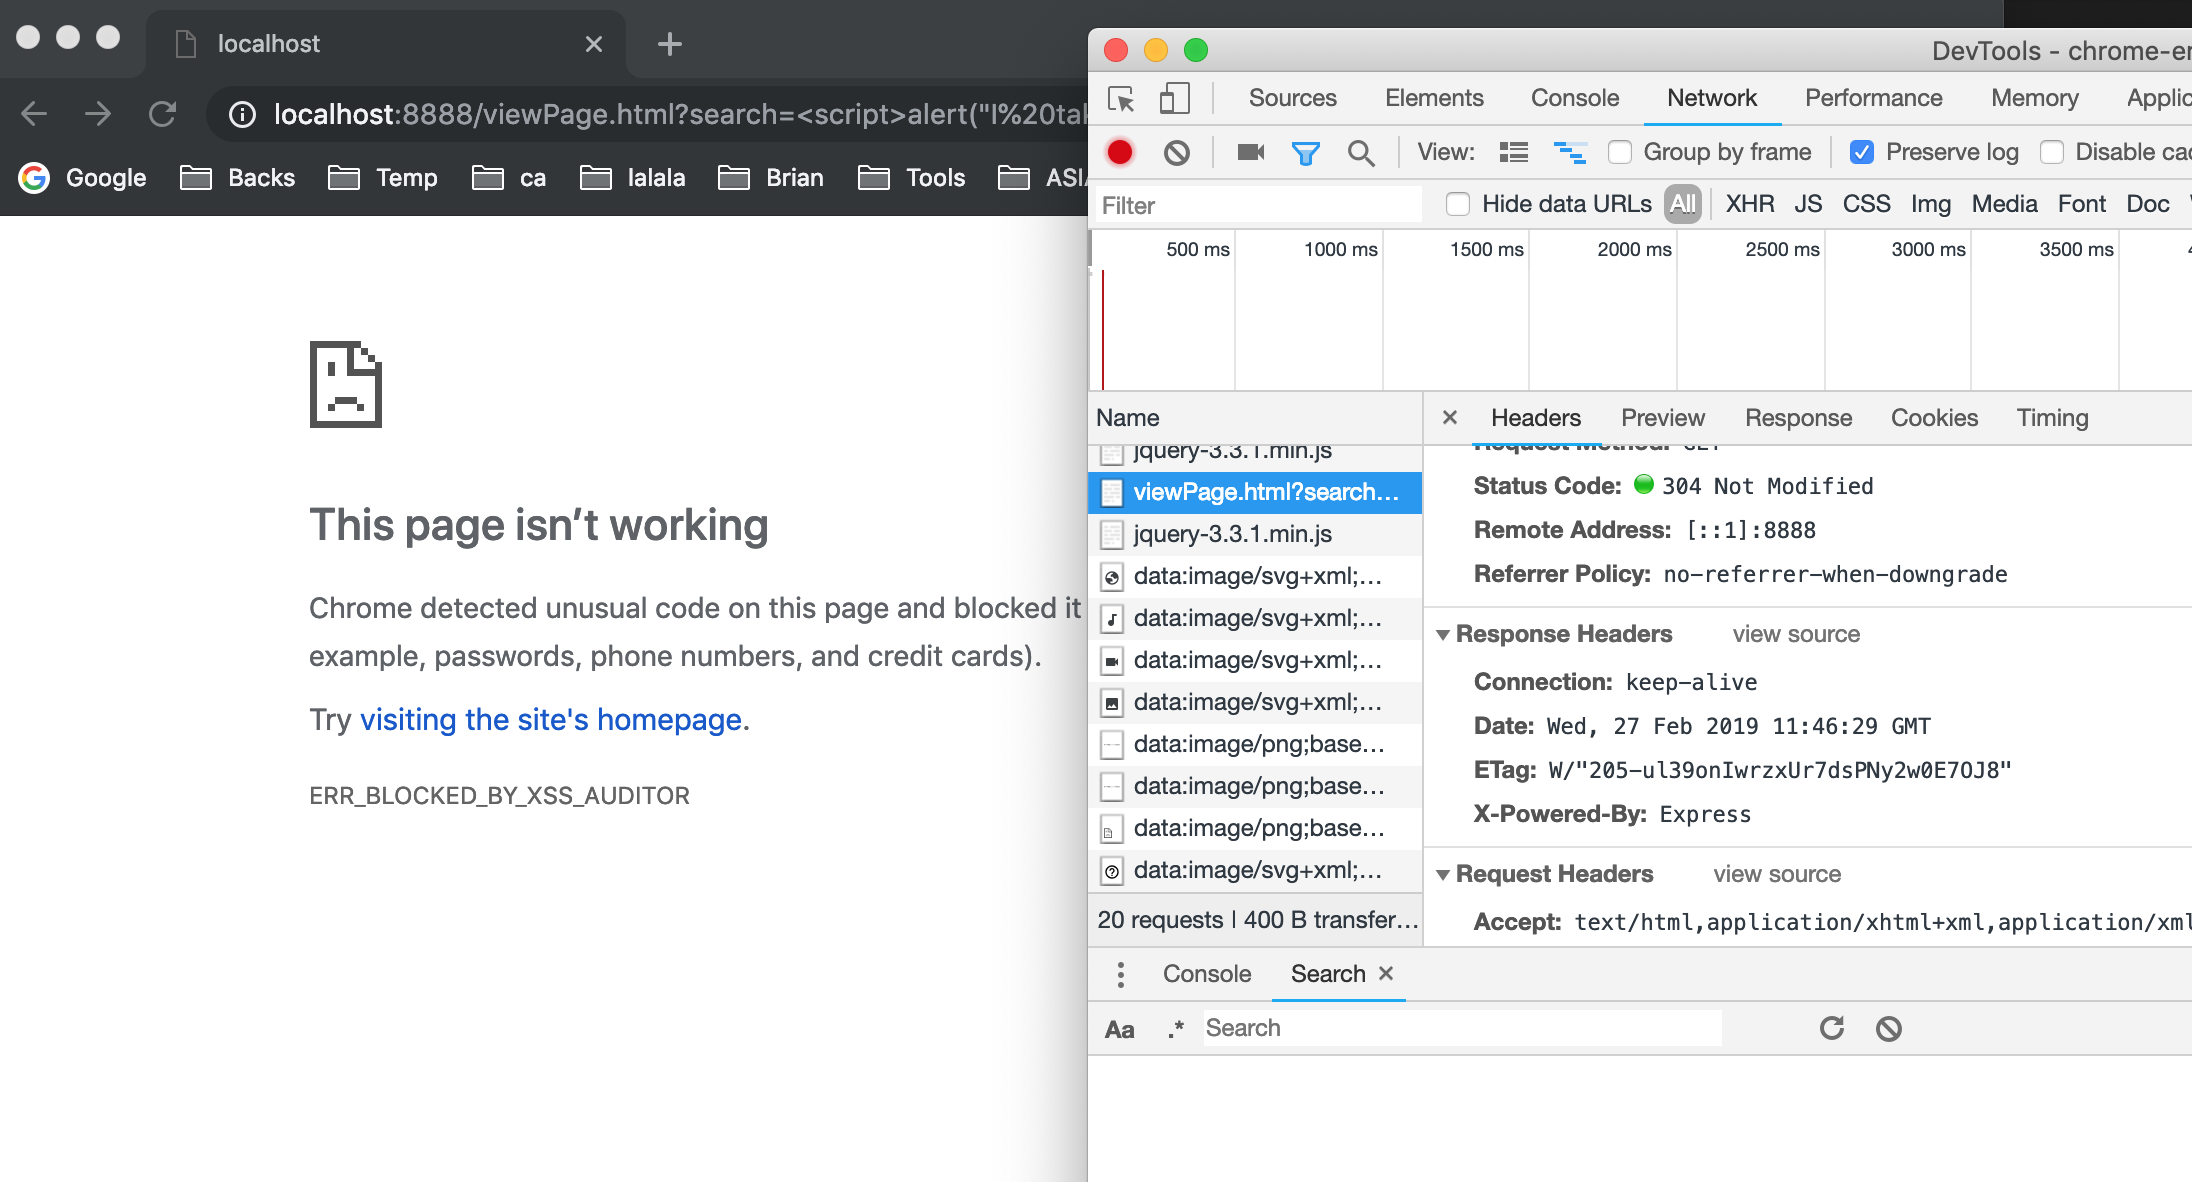 localhost
localhost:8888/viewPage.html?search=<script>alert("I%20tak
Google Backs Temp ca lalala Brian Tools ASI
This page isn't working
Chrome detected unusual code on this page and blocked it
example, passwords, phone numbers, and credit cards).
Try visiting the site's homepage.
ERR_BLOCKED_BY_XSS_AUDITOR
DevTools - chrome-er
Sources Elements Console Network Performance Memory Applic
View: Group by frame Preserve log Disable cac
Filter Hide data URLs All XHR JS CSS Img Media Font Doc
500 ms 1000 ms 1500 ms 2000 ms 2500 ms 3000 ms 3500 ms
Name
jquery-3.3.1.min.js
viewPage.html?search...
jquery-3.3.1.min.js
data:image/svg+xml;...
data:image/svg+xml;...
data:image/svg+xml;...
data:image/svg+xml;...
data:image/png;base...
data:image/png;base...
data:image/png;base...
data:image/svg+xml;...
20 requests | 400 B transfer...
Headers Preview Response Cookies Timing
Request Method: GET
Status Code: 304 Not Modified
Remote Address: [::1]:8888
Referrer Policy: no-referrer-when-downgrade
Response Headers view source
Connection: keep-alive
Date: Wed, 27 Feb 2019 11:46:29 GMT
ETag: W/"205-ul39onIwrzxUr7dsPNy2w0E7OJ8"
X-Powered-By: Express
Request Headers view source
Accept: text/html,application/xhtml+xml,application/xml
Console Search
Aa .* Search